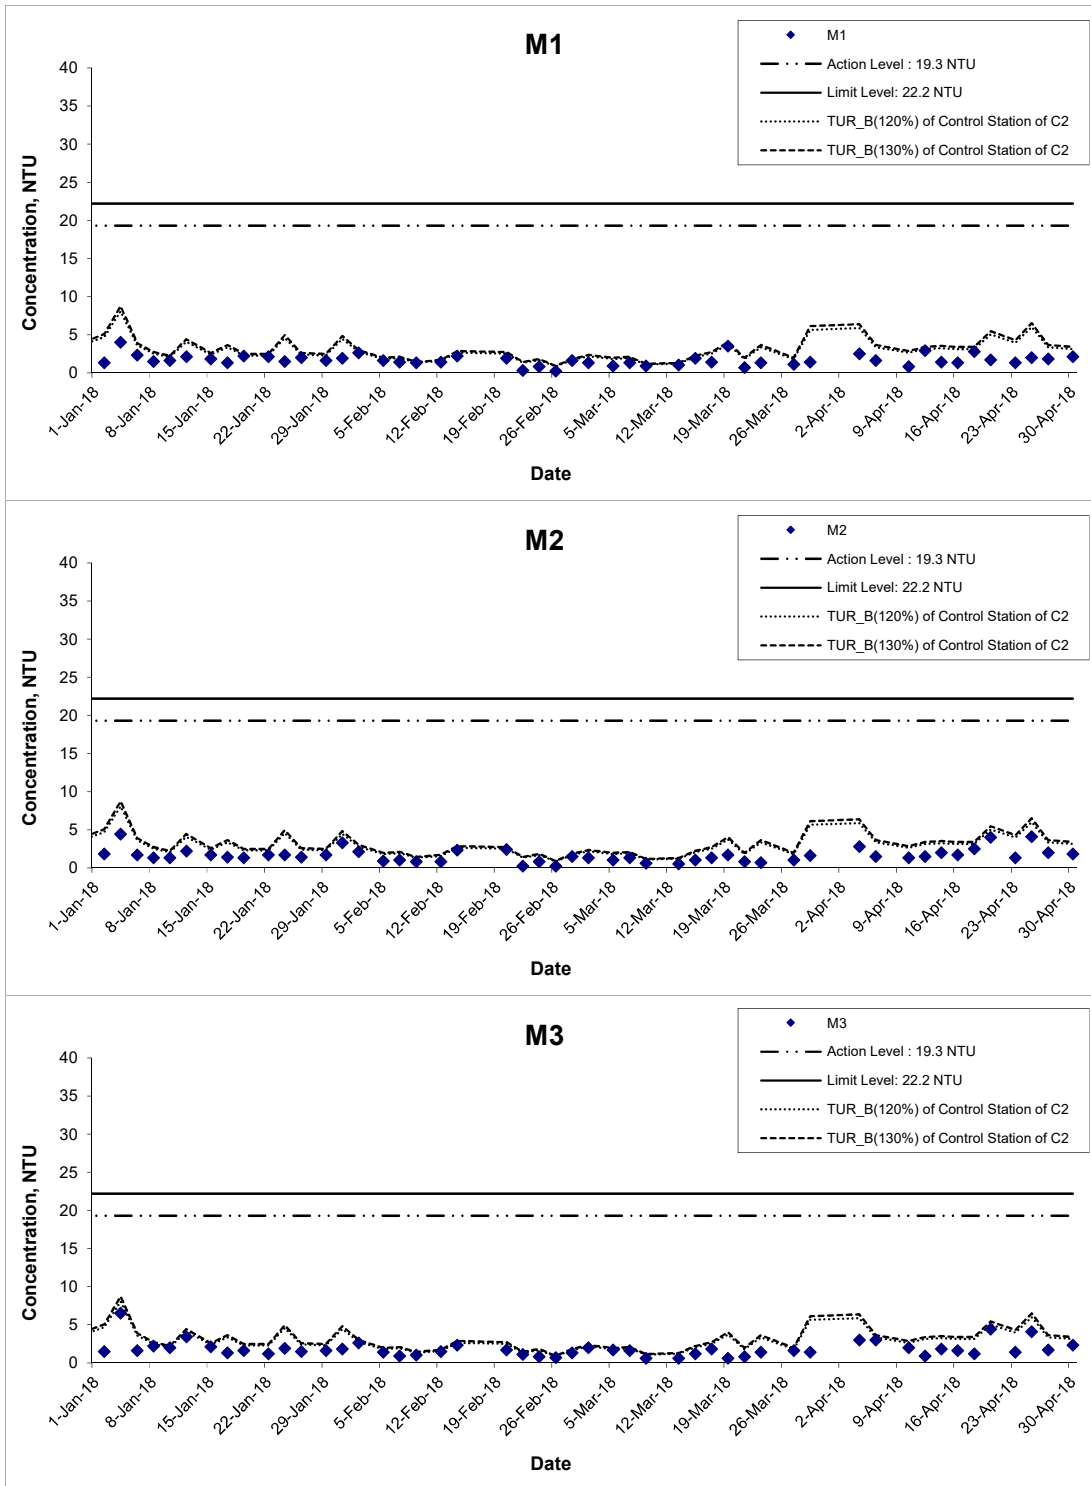 M1
M1
Action Level : 19.3 NTU
Limit Level: 22.2 NTU
TUR_B(120%) of Control Station of C2
TUR_B(130%) of Control Station of C2
Concentration, NTU
40
35
30
25
20
15
10
5
0
1-Jan-18
8-Jan-18
15-Jan-18
22-Jan-18
29-Jan-18
5-Feb-18
12-Feb-18
19-Feb-18
26-Feb-18
5-Mar-18
12-Mar-18
19-Mar-18
26-Mar-18
2-Apr-18
9-Apr-18
16-Apr-18
23-Apr-18
30-Apr-18
Date
M2
M2
Action Level : 19.3 NTU
Limit Level: 22.2 NTU
TUR_B(120%) of Control Station of C2
TUR_B(130%) of Control Station of C2
Concentration, NTU
40
35
30
25
20
15
10
5
0
1-Jan-18
8-Jan-18
15-Jan-18
22-Jan-18
29-Jan-18
5-Feb-18
12-Feb-18
19-Feb-18
26-Feb-18
5-Mar-18
12-Mar-18
19-Mar-18
26-Mar-18
2-Apr-18
9-Apr-18
16-Apr-18
23-Apr-18
30-Apr-18
Date
M3
M3
Action Level : 19.3 NTU
Limit Level: 22.2 NTU
TUR_B(120%) of Control Station of C2
TUR_B(130%) of Control Station of C2
Concentration, NTU
40
35
30
25
20
15
10
5
0
1-Jan-18
8-Jan-18
15-Jan-18
22-Jan-18
29-Jan-18
5-Feb-18
12-Feb-18
19-Feb-18
26-Feb-18
5-Mar-18
12-Mar-18
19-Mar-18
26-Mar-18
2-Apr-18
9-Apr-18
16-Apr-18
23-Apr-18
30-Apr-18
Date